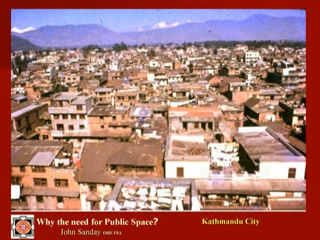 Why the need for Public Space?
Kathmandu City
John Sanday OBE FSA